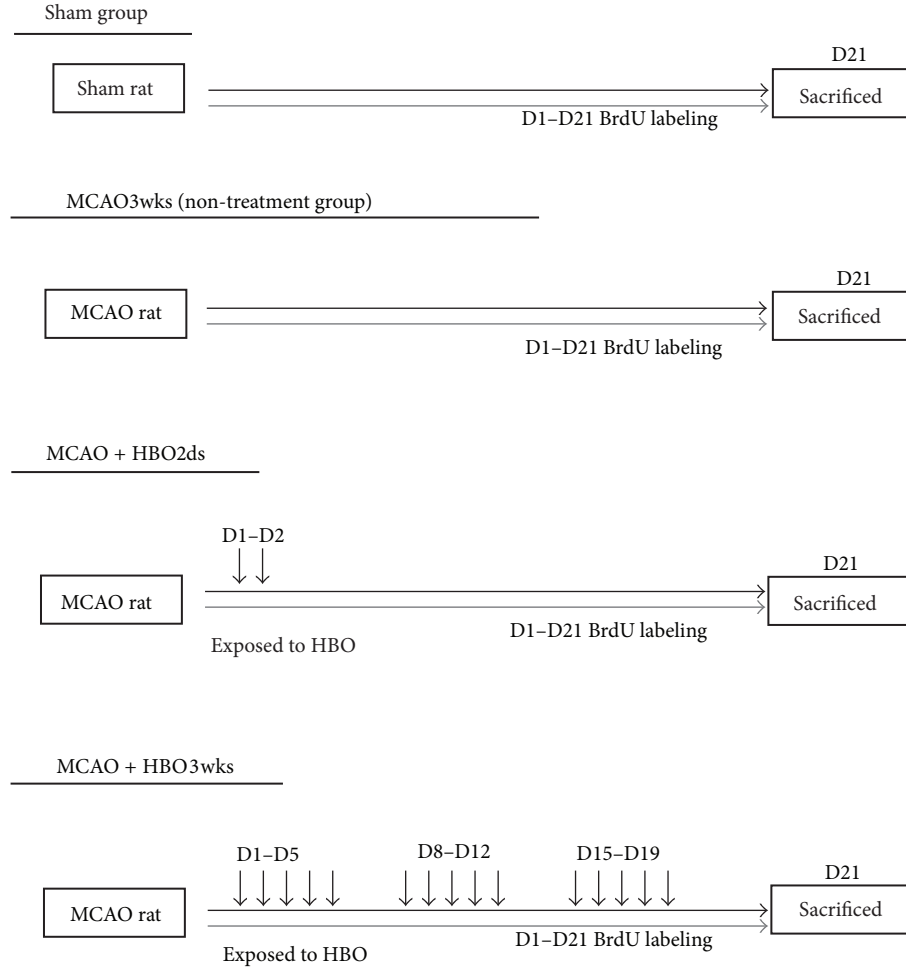 Sham group
D21
Sham rat
Sacrificed
D1–D21 BrdU labeling
MCAO3wks (non-treatment group)
D21
MCAO rat
Sacrificed
D1–D21 BrdU labeling
MCAO + HBO2ds
D1–D2
D21
MCAO rat
Sacrificed
D1–D21 BrdU labeling
Exposed to HBO
MCAO + HBO3wks
D1–D5
D8–D12
D15–D19
D21
MCAO rat
Sacrificed
D1–D21 BrdU labeling
Exposed to HBO